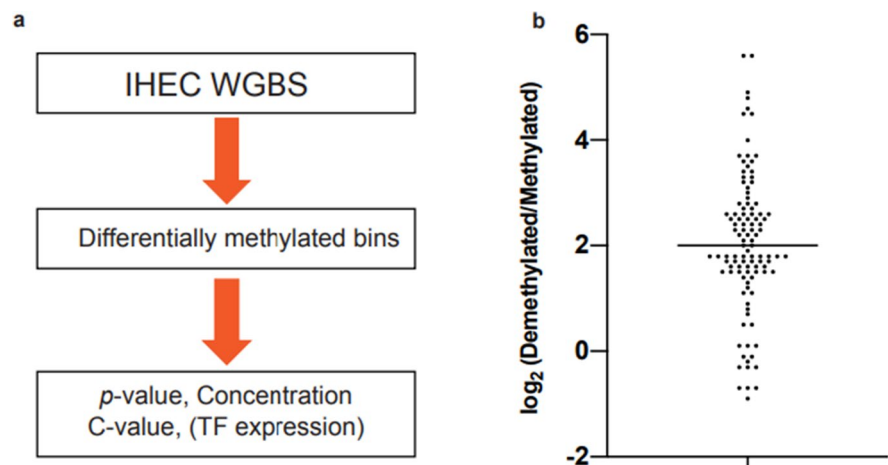 a
IHEC WGBS
Differentially methylated bins
p-value, Concentration
C-value, (TF expression)
b
log₂ (Demethylated/Methylated)
6
4
2
0
-2